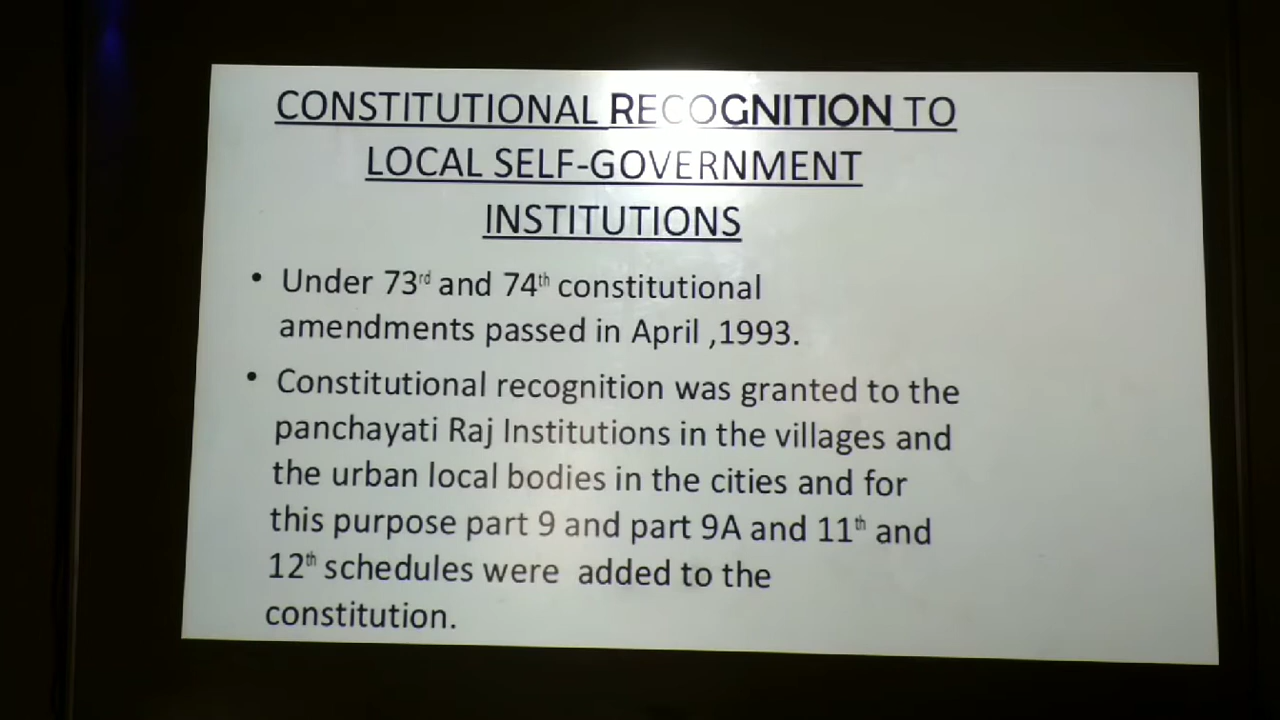 CONSTITUTIONAL RECOGNITION TO
LOCAL SELF-GOVERNMENT
INSTITUTIONS
• Under 73rd and 74th constitutional
amendments passed in April ,1993.
• Constitutional recognition was granted to the
panchayati Raj Institutions in the villages and
the urban local bodies in the cities and for
this purpose part 9 and part 9A and 11th and
12th schedules were  added to the
constitution.